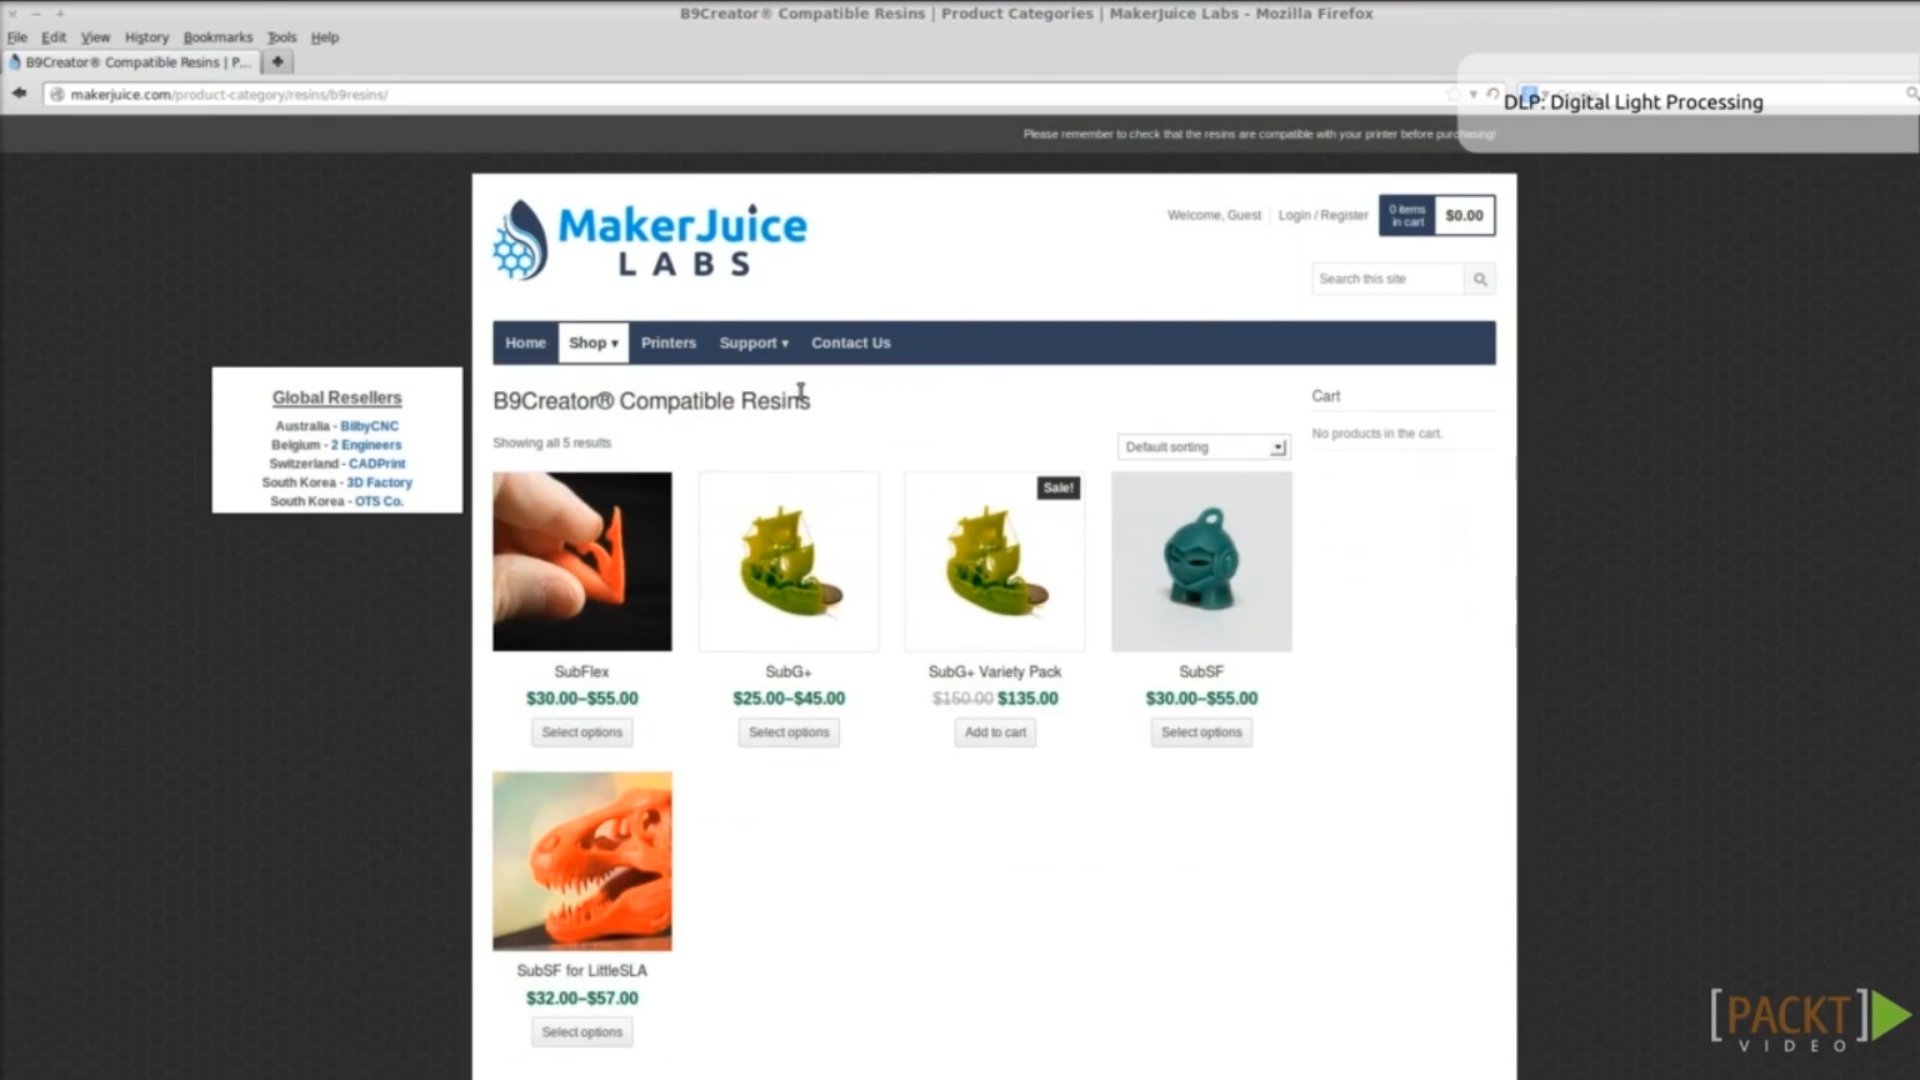 B9Creator® Compatible Resins | Product Categories | MakerJuice Labs - Mozilla Firefox
File Edit View History Bookmarks Tools Help
B9Creator® Compatible Resins | P...
makerjuice.com/product-category/resins/b9resins/
DLP: Digital Light Processing
Please remember to check that the resins are compatible with your printer before purchasing!
MakerJuice
LABS
Welcome, Guest
Login / Register
0 items
in cart
$0.00
Search this site
Home
Shop ▾
Printers
Support ▾
Contact Us
Global Resellers
Australia - BilbyCNC
Belgium - 2 Engineers
Switzerland - CADPrint
South Korea - 3D Factory
South Korea - OTS Co.
B9Creator® Compatible Resins
Showing all 5 results
Default sorting
Cart
No products in the cart.
Sale!
SubFlex
$30.00–$55.00
Select options
SubG+
$25.00–$45.00
Select options
SubG+ Variety Pack
$150.00 $135.00
Add to cart
SubSF
$30.00–$55.00
Select options
SubSF for LittleSLA
$32.00–$57.00
Select options
[PACKT]
VIDEO